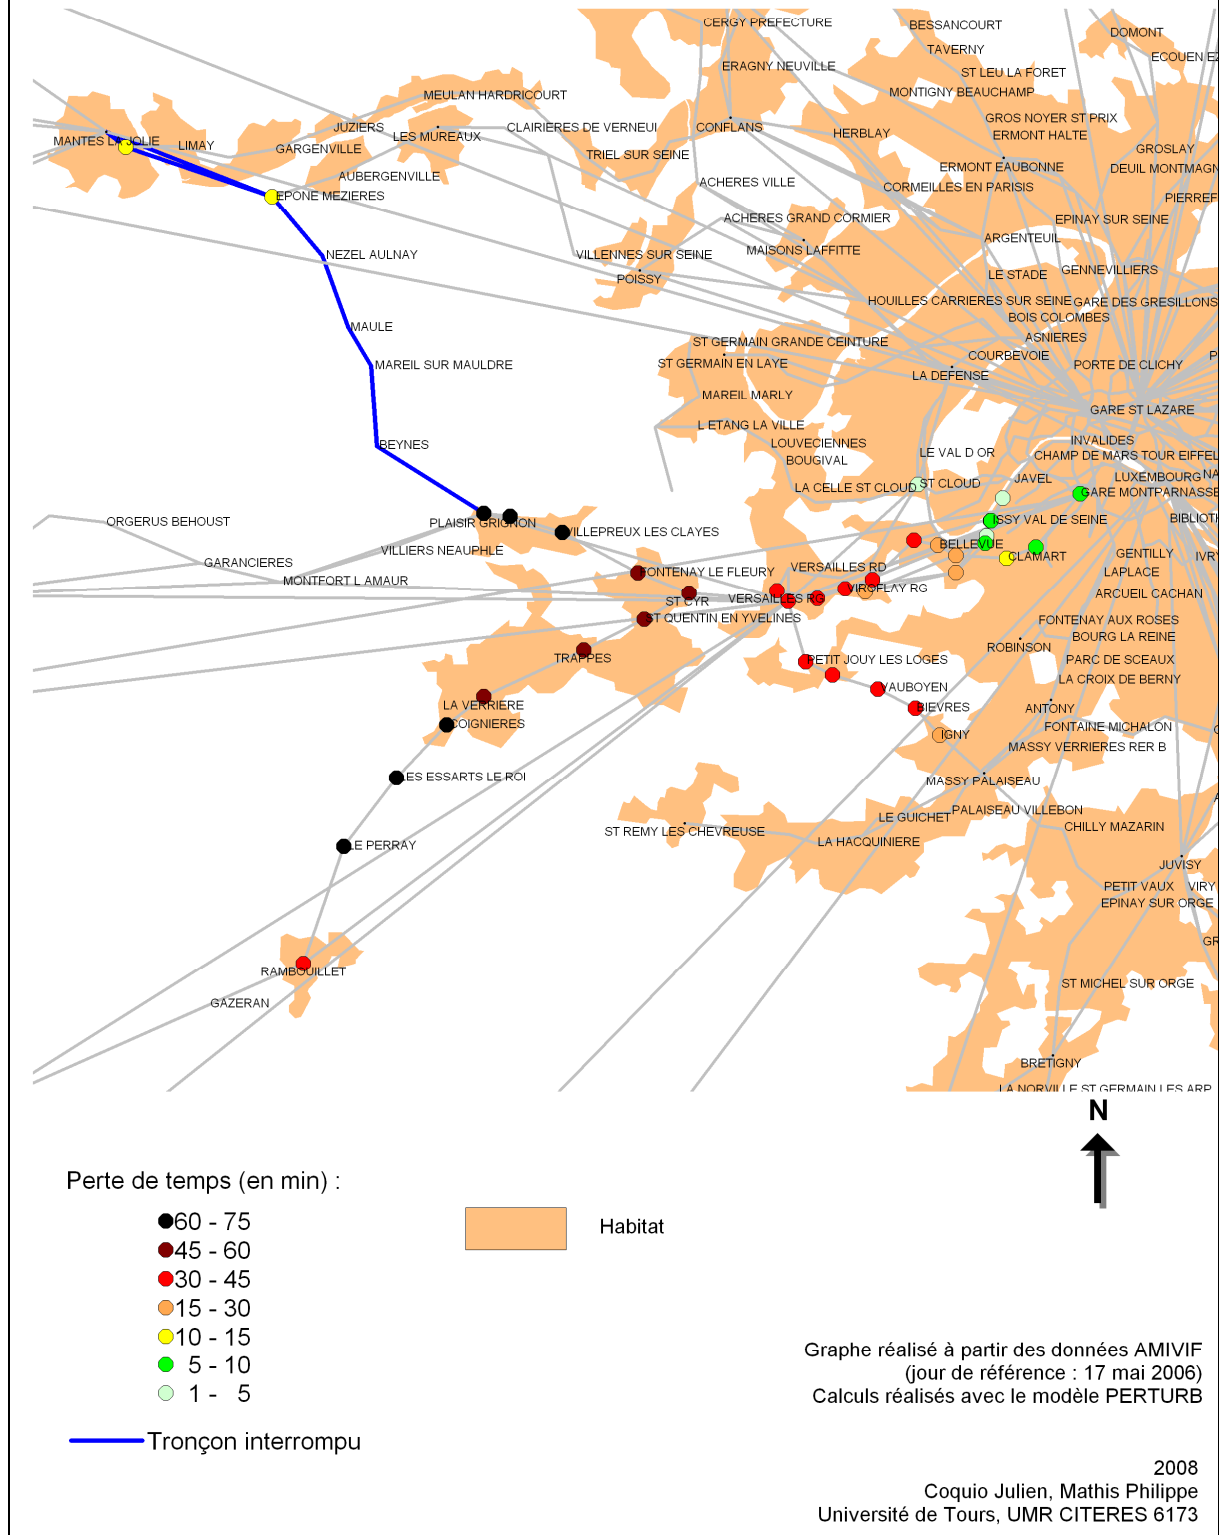 CERGY PREFECTURE
BESSANCOURT
DOMONT
TAVERNY
ECOUEN EZ
ERAGNY NEUVILLE
ST LEU LA FORET
MONTIGNY BEAUCHAMP
MEULAN HARDRICOURT
GROS NOYER ST PRIX
JUZIERS
CLAIRIERES DE VERNEUI
CONFLANS
HERBLAY
ERMONT HALTE
LES MUREAUX
MANTES LA JOLIE
LIMAY
GARGENVILLE
TRIEL SUR SEINE
GROSLAY
ERMONT EAUBONNE
DEUIL MONTMAGN
AUBERGENVILLE
ACHERES VILLE
CORMEILLES EN PARISIS
EPONE MEZIERES
PIERREF
ACHERES GRAND CORMIER
EPINAY SUR SEINE
ARGENTEUIL
NEZEL AULNAY
VILLENNES SUR SEINE
MAISONS LAFFITTE
POISSY
LE STADE
GENNEVILLIERS
HOUILLES CARRIERES SUR SEINE
GARE DES GRESILLONS
BOIS COLOMBES
MAULE
ST GERMAIN GRANDE CEINTURE
ASNIERES
COURBEVOIE
P
MAREIL SUR MAULDRE
ST GERMAIN EN LAYE
PORTE DE CLICHY
LA DEFENSE
MAREIL MARLY
GARE ST LAZARE
L ETANG LA VILLE
BEYNES
LOUVECIENNES
INVALIDES
BOUGIVAL
LE VAL D OR
CHAMP DE MARS TOUR EIFFEL
LA CELLE ST CLOUD
ST CLOUD
JAVEL
LUXEMBOURG
NA
GARE MONTPARNASSE
ORGERUS BEHOUST
PLAISIR GRIGNON
ISSY VAL DE SEINE
BIBLIOTH
VILLEPREUX LES CLAYES
VILLIERS NEAUPHLE
BELLEVUE
CLAMART
GENTILLY
IVRY
GARANCIERES
FONTENAY LE FLEURY
VERSAILLES RD
LAPLACE
MONTFORT L AMAUR
VIROFLAY RG
ARCUEIL CACHAN
ST CYR
VERSAILLES RG
ST QUENTIN EN YVELINES
FONTENAY AUX ROSES
BOURG LA REINE
ROBINSON
TRAPPES
PETIT JOUY LES LOGES
PARC DE SCEAUX
LA CROIX DE BERNY
VAUBOYEN
LA VERRIERE
BIEVRES
ANTONY
COIGNIERES
IGNY
FONTAINE MICHALON
MASSY VERRIERES RER B
LES ESSARTS LE ROI
MASSY PALAISEAU
PALAISEAU VILLEBON
LE GUICHET
CHILLY MAZARIN
ST REMY LES CHEVREUSE
LA HACQUINIERE
LE PERRAY
JUVISY
PETIT VAUX
VIRY
EPINAY SUR ORGE
GR
RAMBOUILLET
ST MICHEL SUR ORGE
GAZERAN
BRETIGNY
LA NORVILLE ST GERMAIN LES ARP
N
Perte de temps (en min) :
60 - 75
45 - 60
30 - 45
15 - 30
10 - 15
5 - 10
1 - 5
Tronçon interrompu
Habitat
Graphe réalisé à partir des données AMIVIF
(jour de référence : 17 mai 2006)
Calculs réalisés avec le modèle PERTURB
2008
Coquio Julien, Mathis Philippe
Université de Tours, UMR CITERES 6173